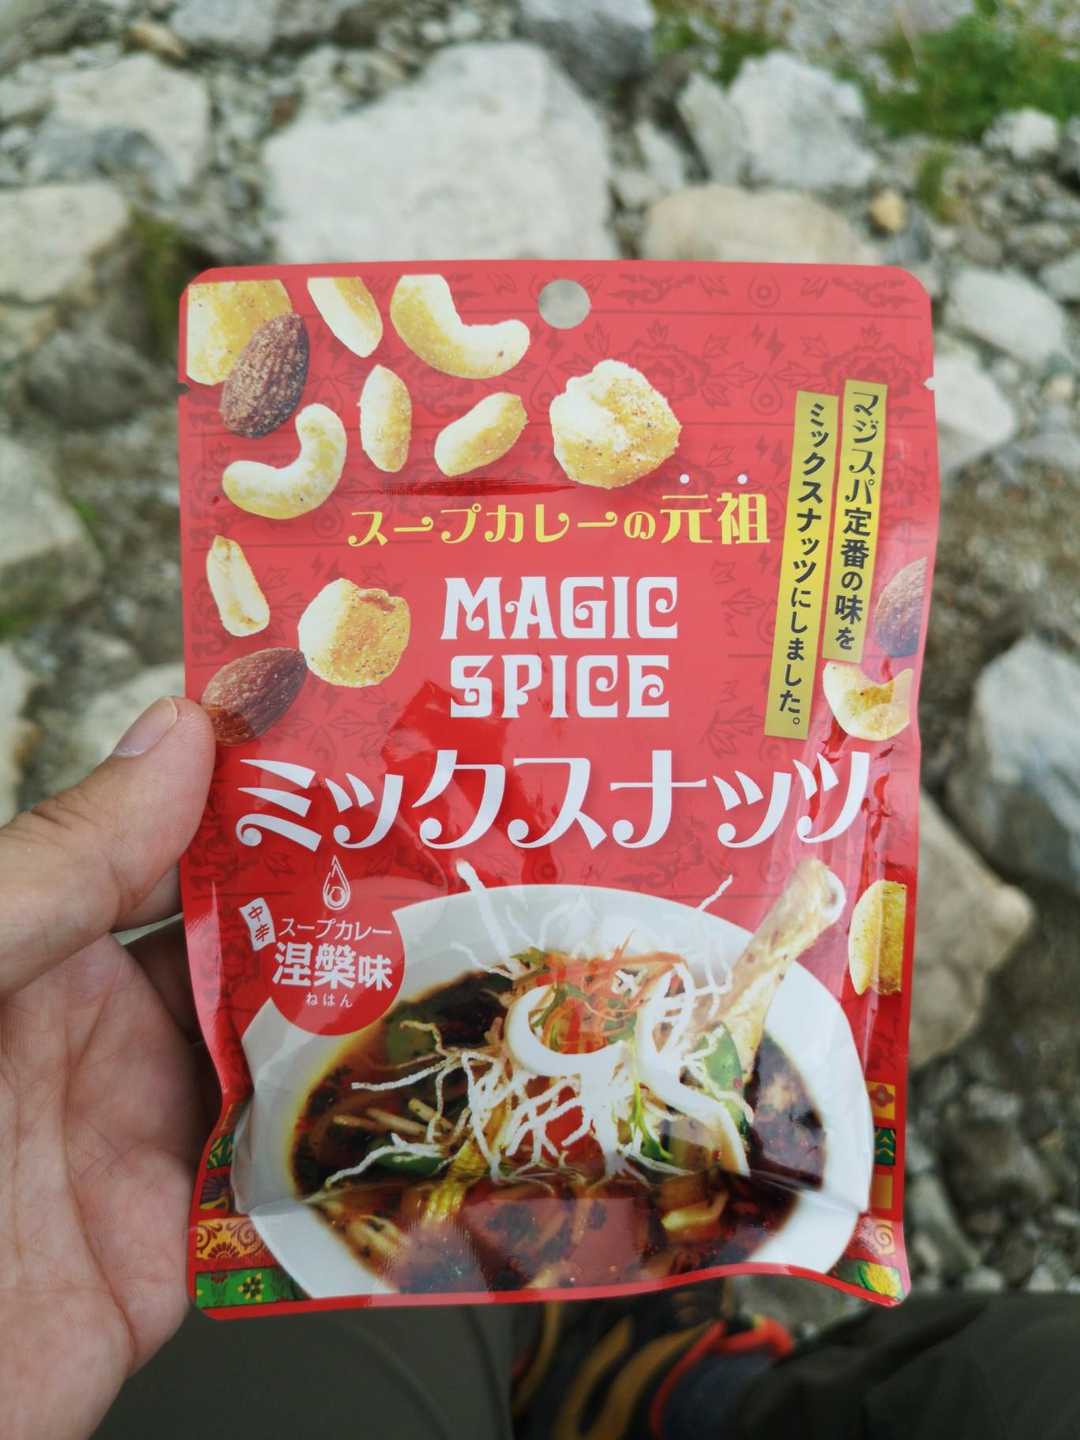 スープカレーの元祖
MAGIC
SPICE
ミックスナッツ
マジスパ定番の味を
ミックスナッツにしました。
中辛
スープカレー
涅槃味
ねはん